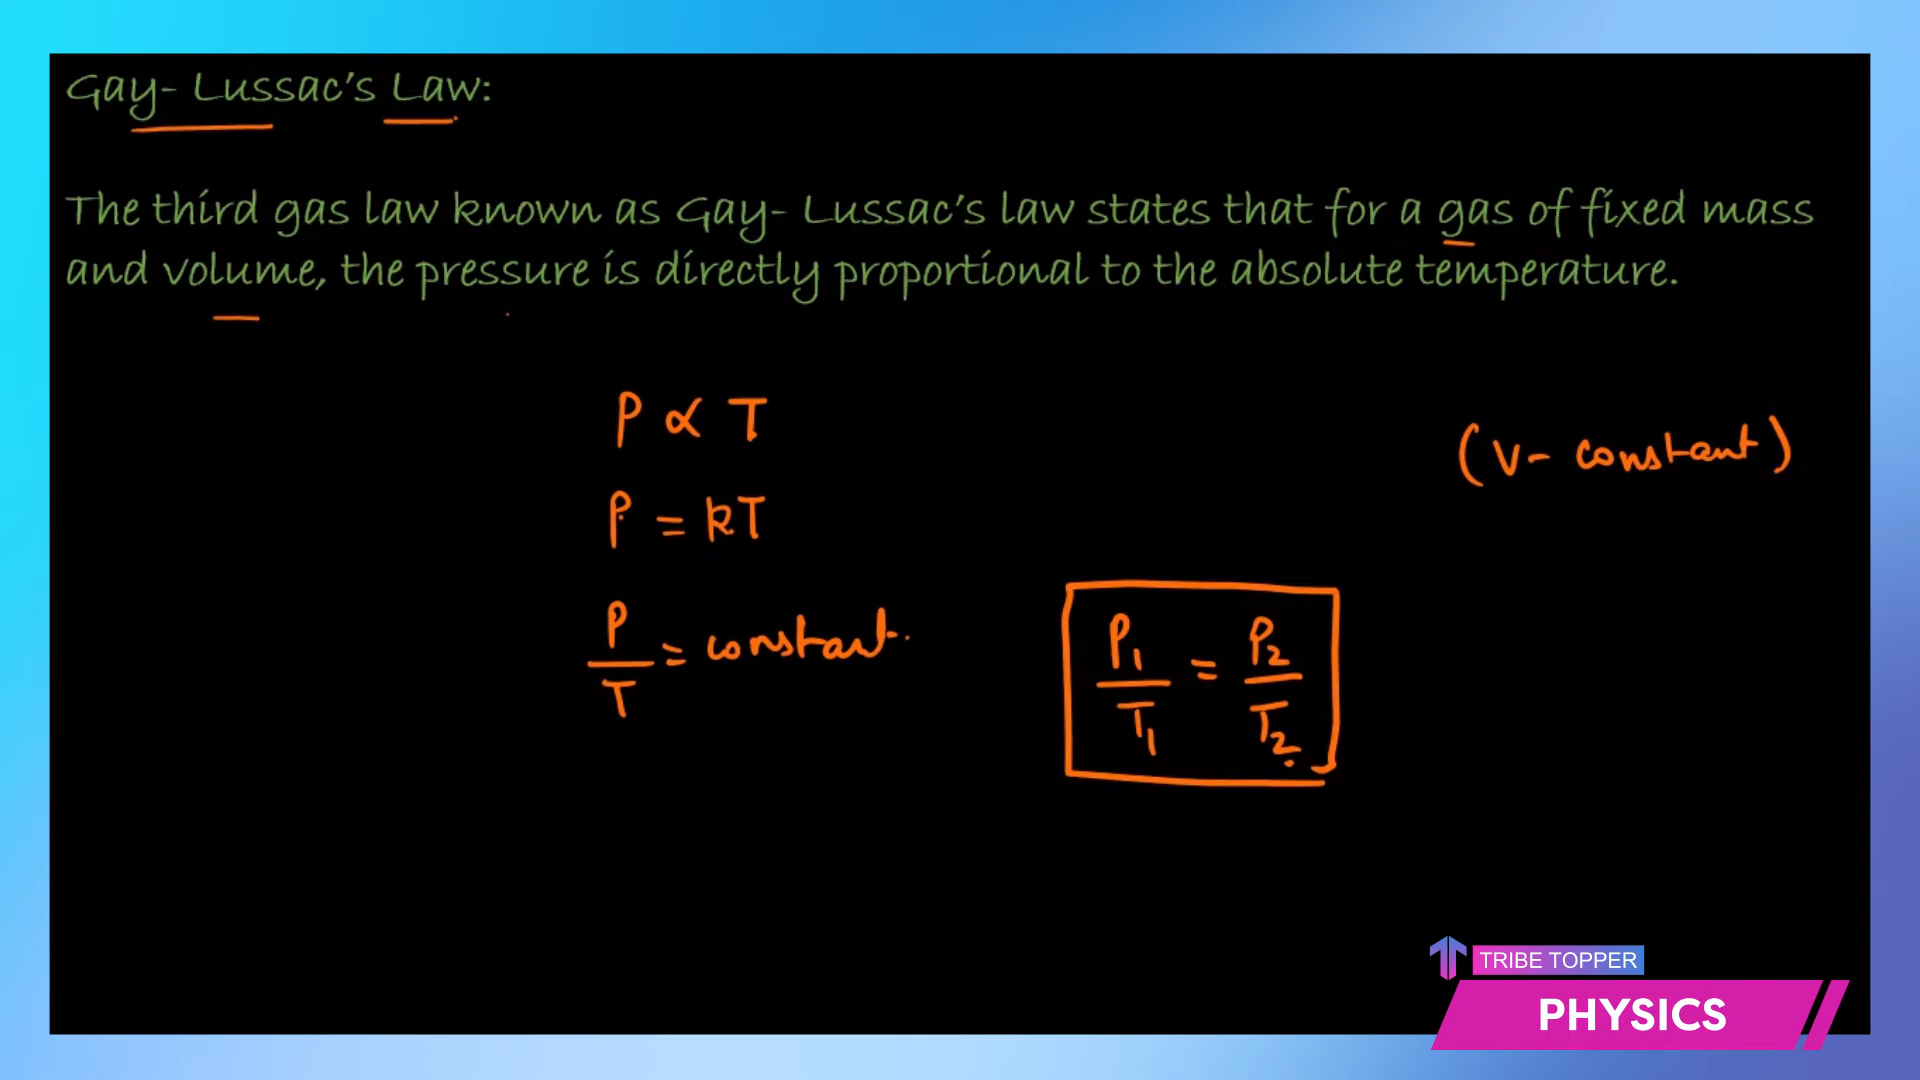 Gay- Lussac's Law:
The third gas law known as Gay- Lussac's law states that for a gas of fixed mass
and volume, the pressure is directly proportional to the absolute temperature.
P ∝ T
(V- constant)
P = kT
P/T = constant.
P₁/T₁ = P₂/T₂
TRIBE TOPPER
PHYSICS